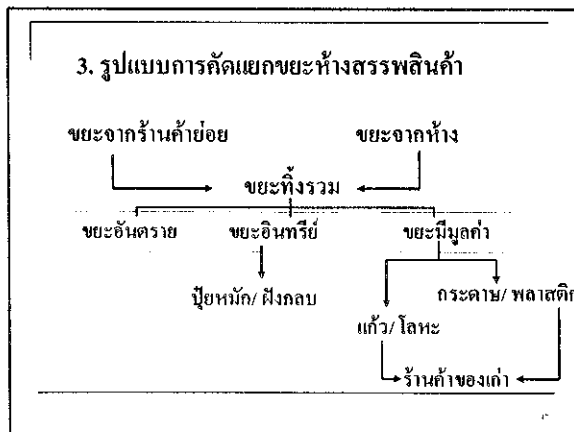 3. รูปแบบการคัดแยกขยะห้างสรรพสินค้า
ขยะจากร้านค้าย่อย
ขยะจากห้าง
ขยะทิ้งรวม
ขยะอันตราย
ขยะอินทรีย์
ขยะมีมูลค่า
ปุ๋ยหมัก/ ฝังกลบ
กระดาษ/ พลาสติก
แก้ว/ โลหะ
ร้านค้าของเก่า